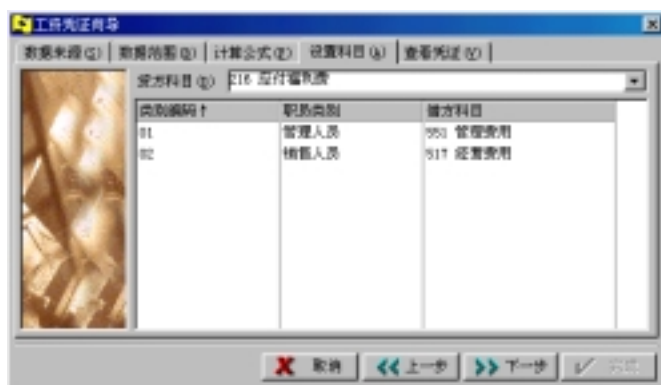 工资凭证向导
数据来源(S) 数据范围(D) 计算公式(P) 设置科目(A) 查看凭证(V)
贷方科目(D) 216 应付福利费
类别编码↑ 职员类别 借方科目
01 管理人员 551 管理费用
02 销售人员 517 经营费用
取消 上一步 下一步 完成